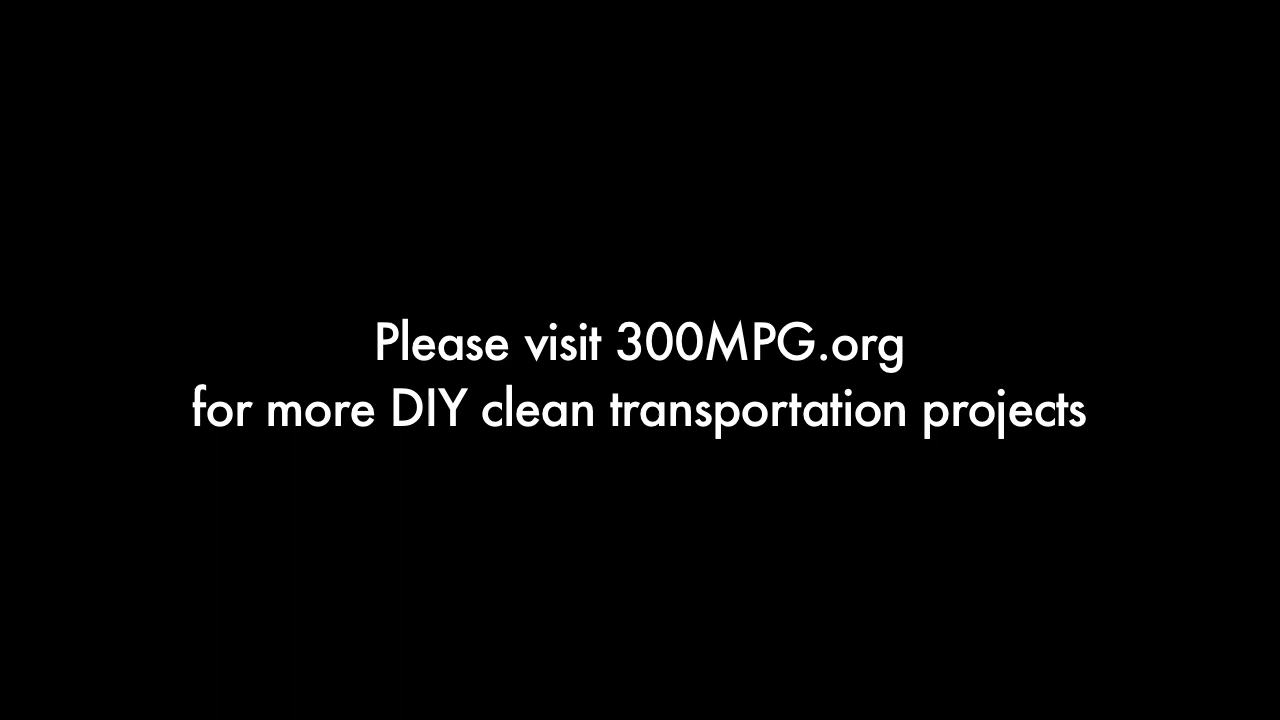 Please visit 300MPG.org
for more DIY clean transportation projects